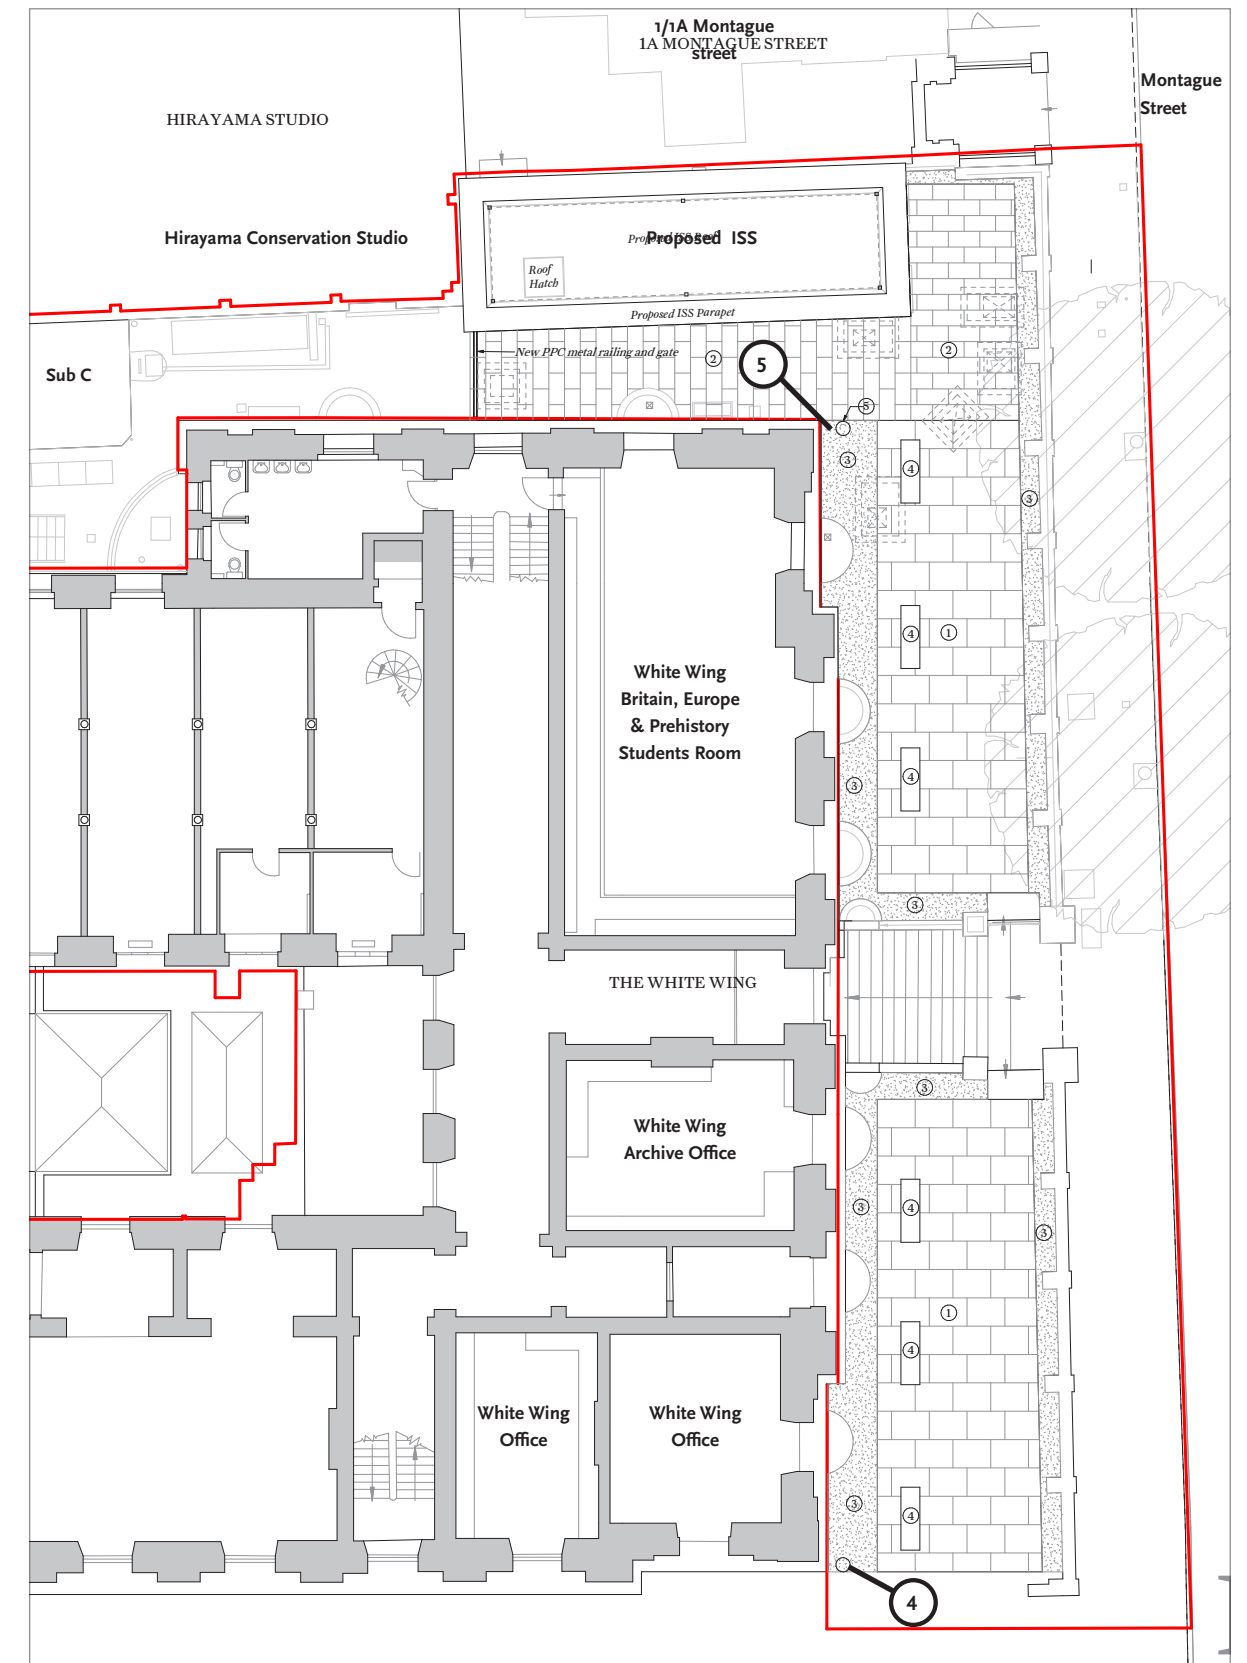 1/1A Montague
street
1A MONTAGUE STREET
Montague
Street
HIRAYAMA STUDIO
Hirayama Conservation Studio
Proposed ISS
Proposed ISS Roof
Roof
Hatch
Proposed ISS Parapet
New PPC metal railing and gate
Sub C
2
2
5
5
3
4
3
4
1
White Wing
Britain, Europe
& Prehistory
Students Room
4
3
3
THE WHITE WING
3
White Wing
Archive Office
4
3
3
1
4
White Wing
Office
White Wing
Office
3
4
4